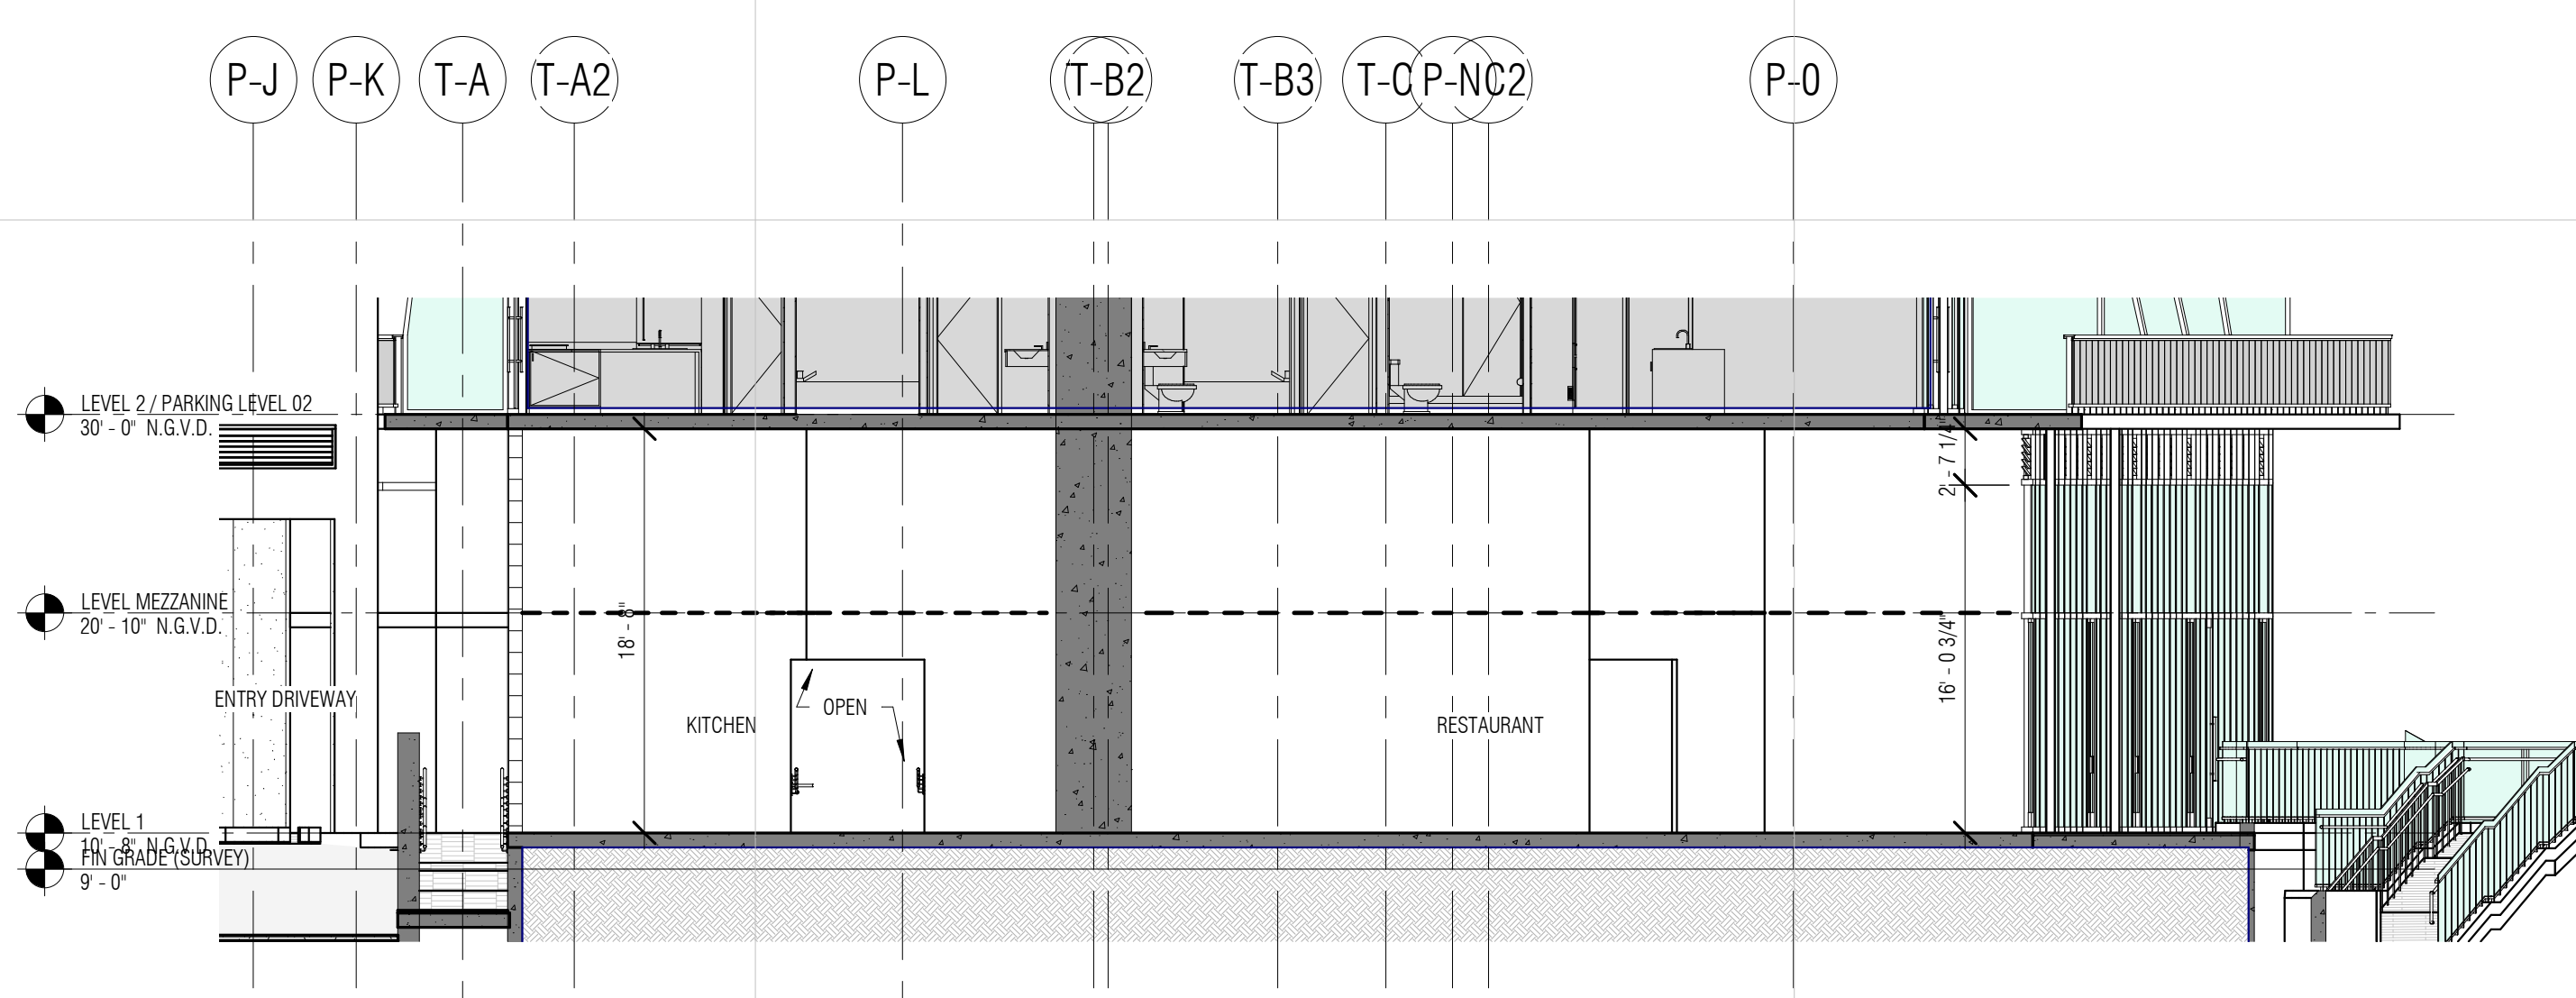 P-J
P-K
T-A
T-A2
P-L
T-B2
T-B3
T-C
P-N
C2
P-O
LEVEL 2 / PARKING LEVEL 02
30' - 0" N.G.V.D.
2' - 7 1/4"
LEVEL MEZZANINE
20' - 10" N.G.V.D.
18' - 8"
16' - 0 3/4"
ENTRY DRIVEWAY
KITCHEN
OPEN
RESTAURANT
LEVEL 1
10' - 8" N.G.V.D.
FIN GRADE (SURVEY)
9' - 0"